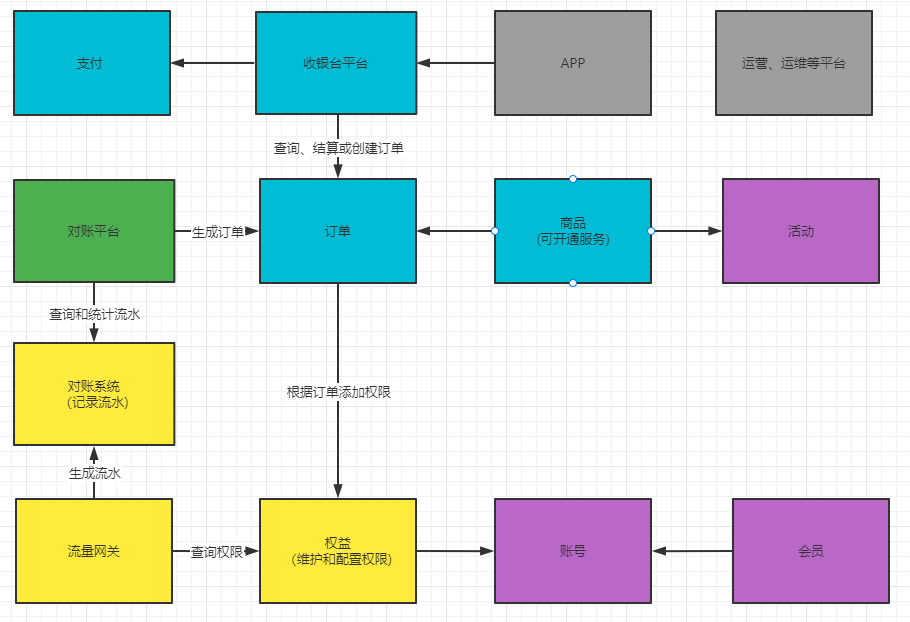 支付
收银台平台
APP
运营、运维等平台
查询、结算或创建订单
对账平台
生成订单
订单
商品
(可开通服务)
活动
查询和统计流水
对账系统
(记录流水)
根据订单添加权限
生成流水
流量网关
查询权限
权益
(维护和配置权限)
账号
会员